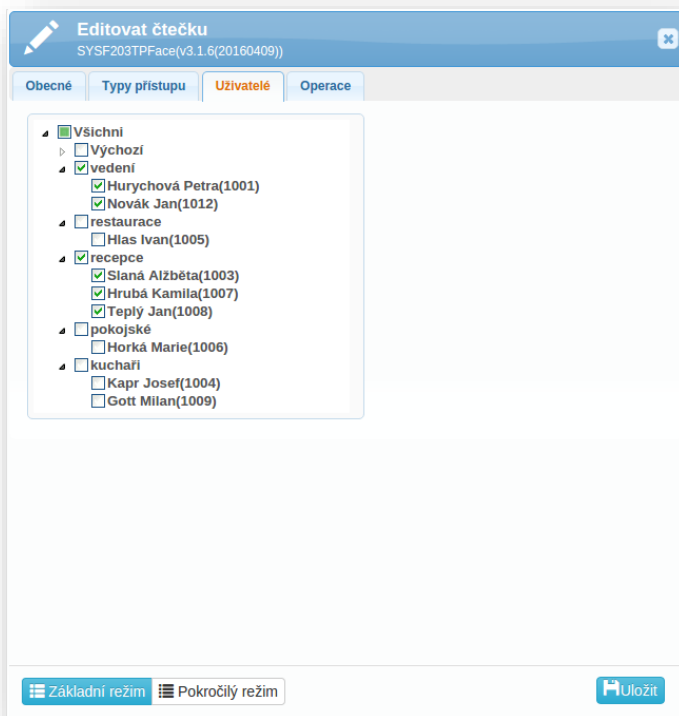 Editovat čtečku
SYSF203TPFace(v3.1.6(20160409))
Obecné Typy přístupu Uživatelé Operace
Všichni
Výchozí
vedení
Hurychová Petra(1001)
Novák Jan(1012)
restaurace
Hlas Ivan(1005)
recepce
Slaná Alžběta(1003)
Hrubá Kamila(1007)
Teplý Jan(1008)
pokojské
Horká Marie(1006)
kuchaři
Kapr Josef(1004)
Gott Milan(1009)
Základní režim Pokročilý režim Uložit